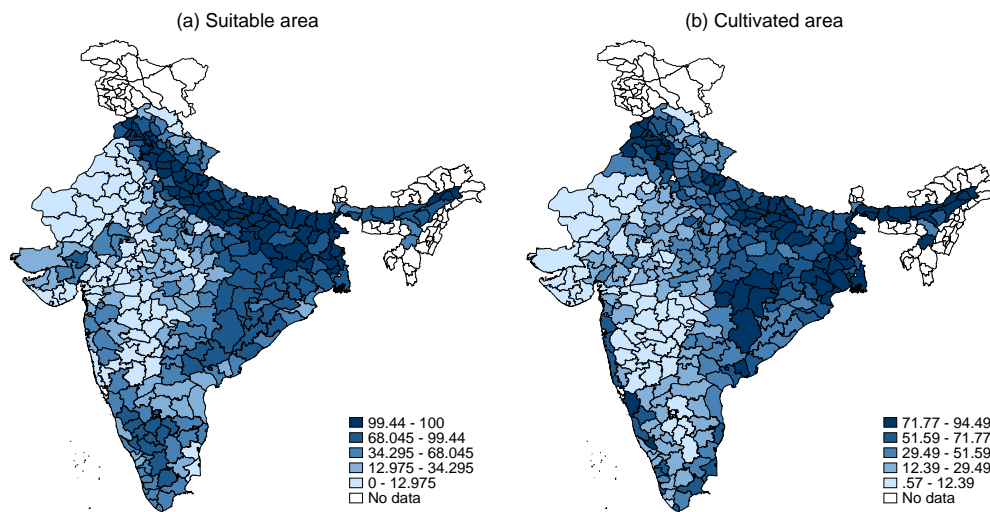 (a) Suitable area
99.44 - 100
68.045 - 99.44
34.295 - 68.045
12.975 - 34.295
0 - 12.975
No data
(b) Cultivated area
71.77 - 94.49
51.59 - 71.77
29.49 - 51.59
12.39 - 29.49
.57 - 12.39
No data